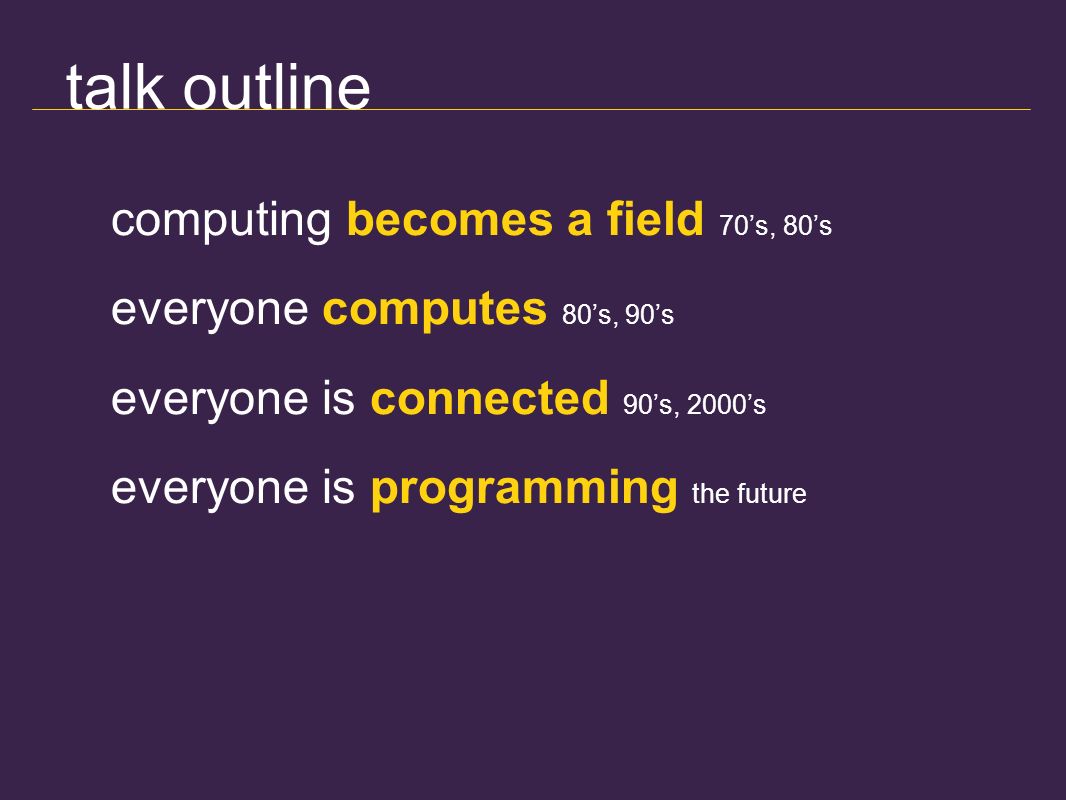 talk outline
computing becomes a field 70’s, 80’s
everyone computes 80’s, 90’s
everyone is connected 90’s, 2000’s
everyone is programming the future